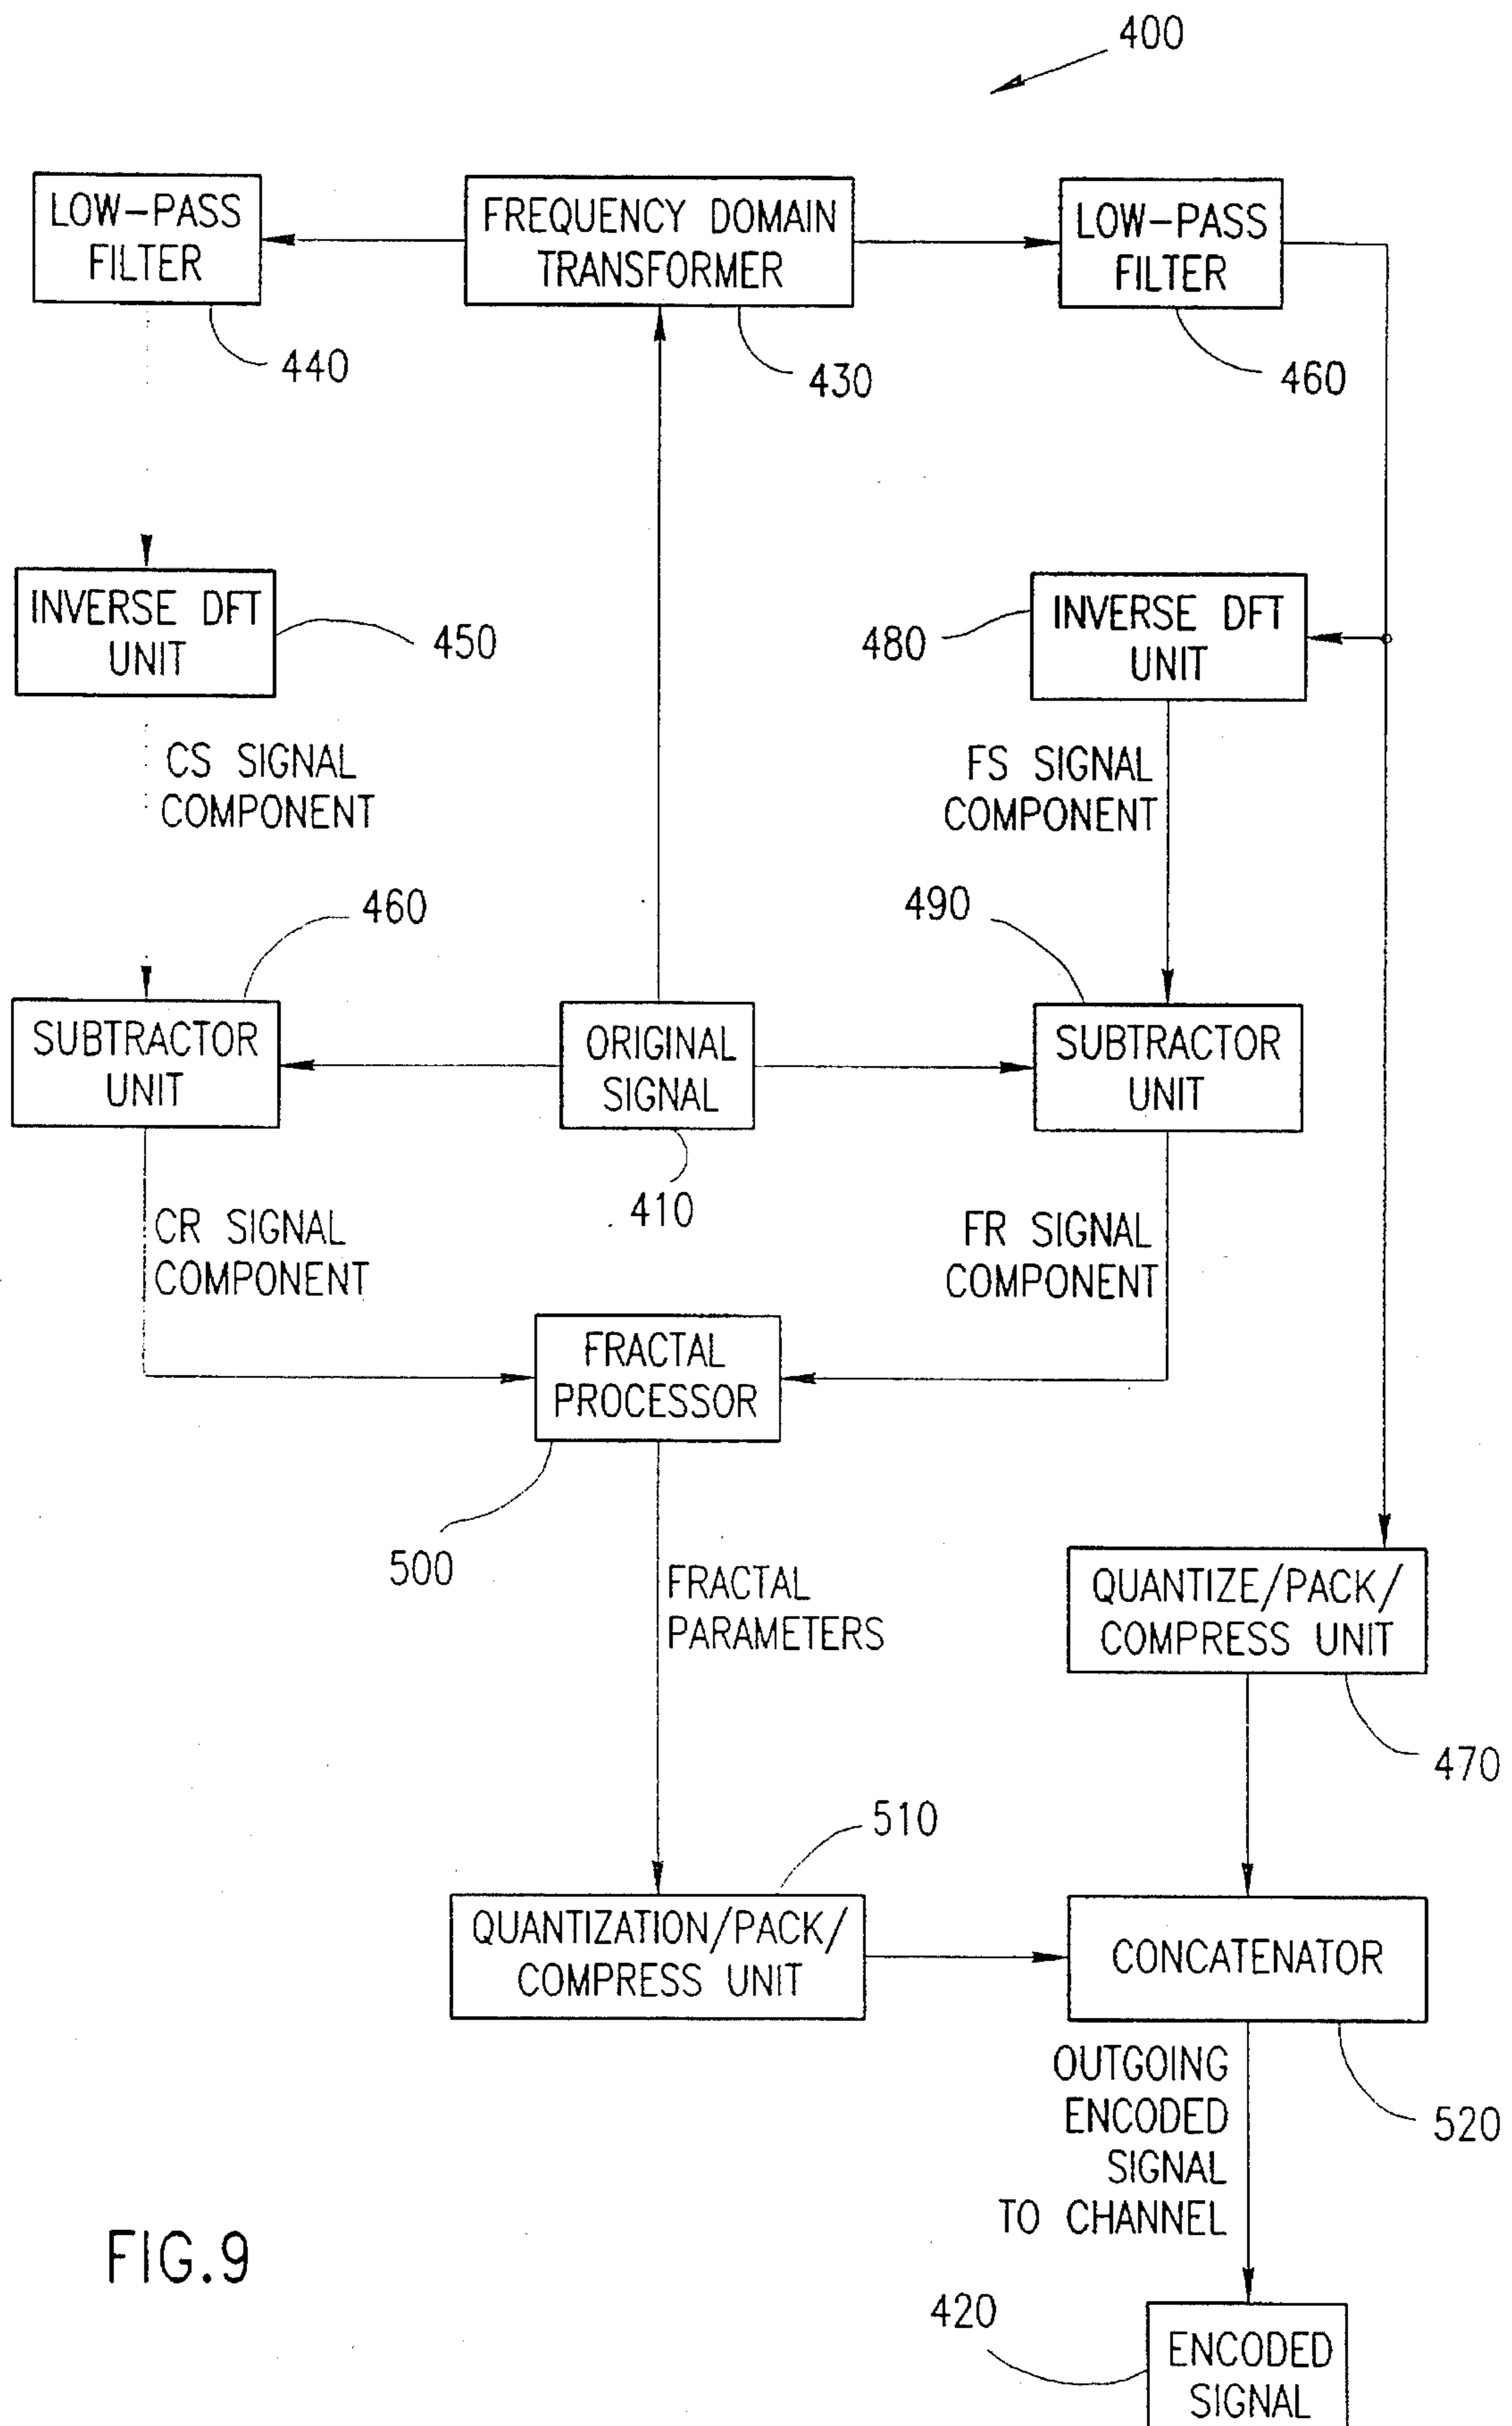 400
LOW-PASS
FILTER
440
FREQUENCY DOMAIN
TRANSFORMER
430
LOW-PASS
FILTER
460
INVERSE DFT
UNIT
450
480
INVERSE DFT
UNIT
CS SIGNAL
COMPONENT
FS SIGNAL
COMPONENT
460
490
SUBTRACTOR
UNIT
ORIGINAL
SIGNAL
410
SUBTRACTOR
UNIT
CR SIGNAL
COMPONENT
FR SIGNAL
COMPONENT
FRACTAL
PROCESSOR
500
FRACTAL
PARAMETERS
QUANTIZE/PACK/
COMPRESS UNIT
470
510
QUANTIZATION/PACK/
COMPRESS UNIT
CONCATENATOR
520
OUTGOING
ENCODED
SIGNAL
TO CHANNEL
FIG.9
420
ENCODED
SIGNAL